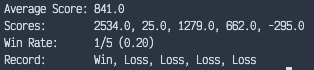 Average Score: 841.0
Scores: 2534.0, 25.0, 1279.0, 662.0, -295.0
Win Rate: 1/5 (0.20)
Record: Win, Loss, Loss, Loss, Loss